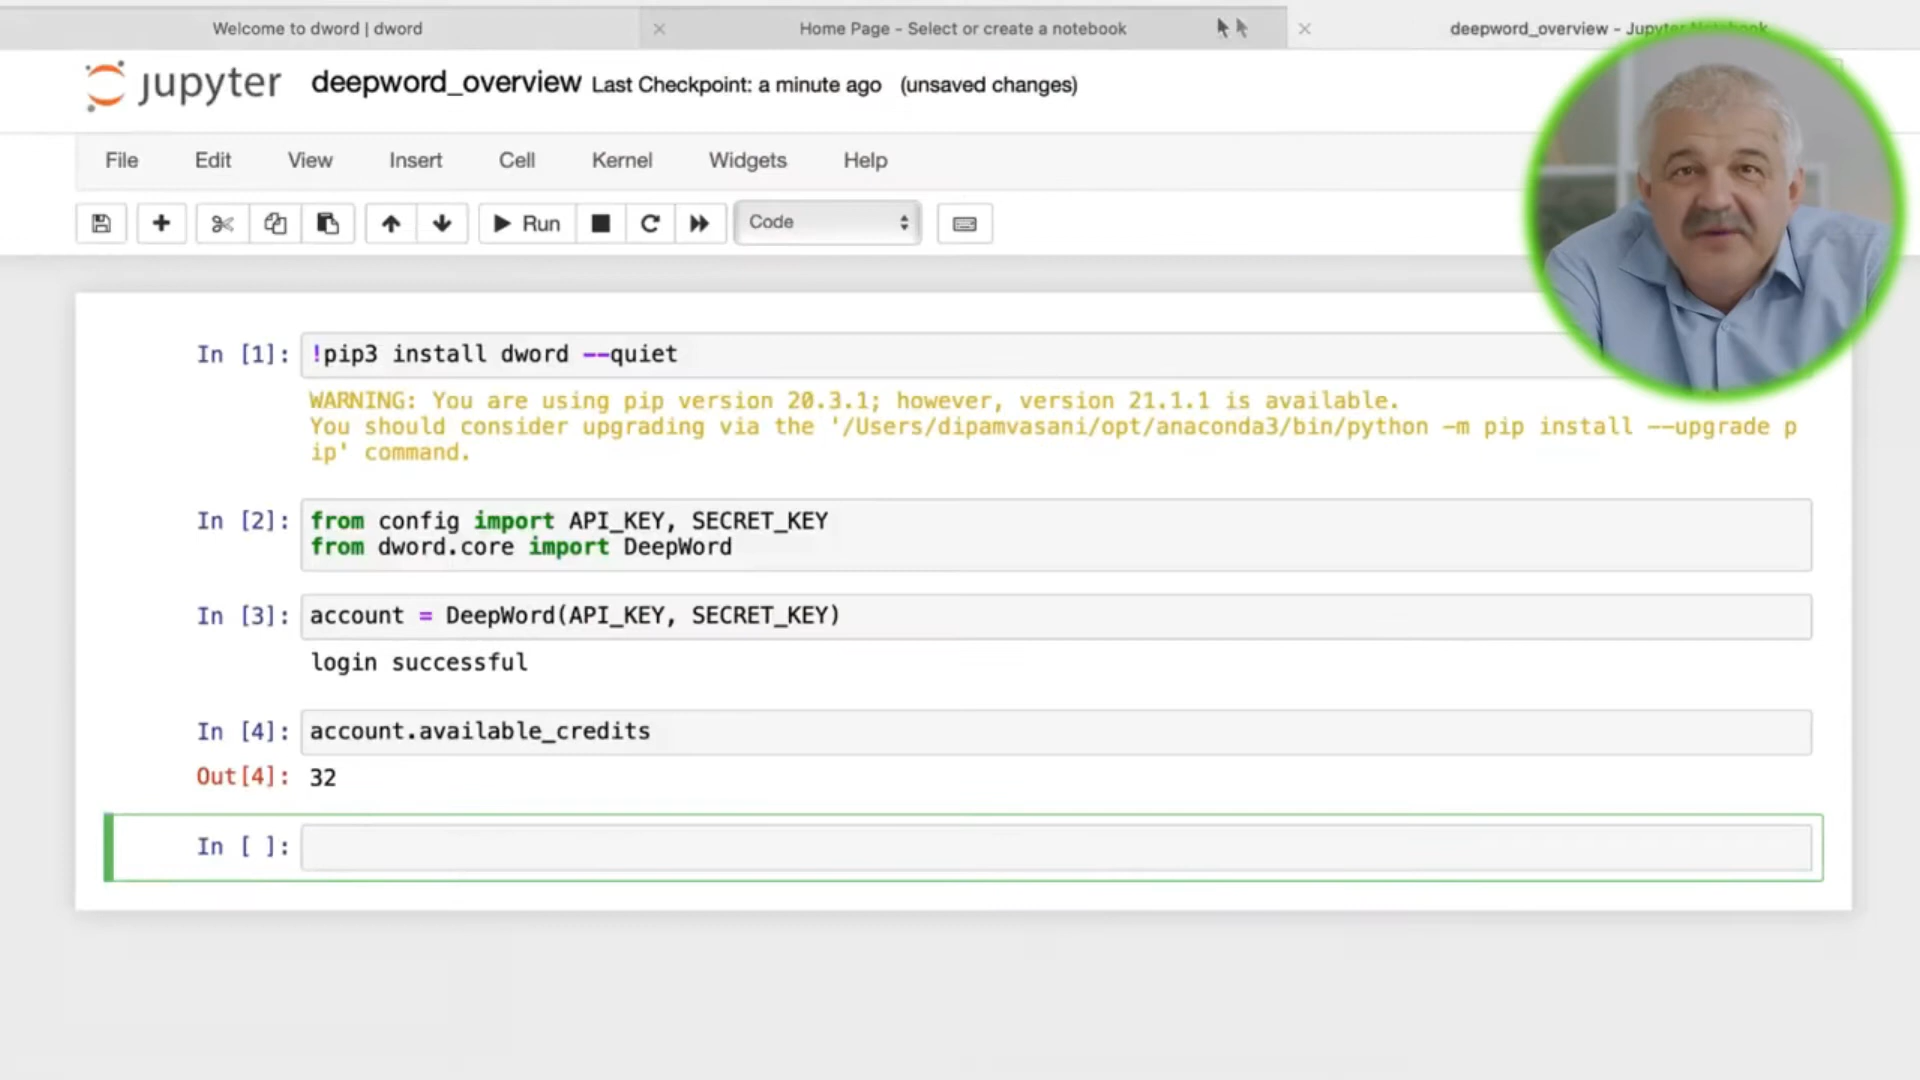 Welcome to dword | dword
Home Page - Select or create a notebook
deepword_overview - Jupyter Notebook
jupyter deepword_overview Last Checkpoint: a minute ago (unsaved changes)
File Edit View Insert Cell Kernel Widgets Help
Run Code
In [1]: !pip3 install dword --quiet
WARNING: You are using pip version 20.3.1; however, version 21.1.1 is available.
You should consider upgrading via the '/Users/dipamvasani/opt/anaconda3/bin/python -m pip install --upgrade p
ip' command.
In [2]: from config import API_KEY, SECRET_KEY
from dword.core import DeepWord
In [3]: account = DeepWord(API_KEY, SECRET_KEY)
login successful
In [4]: account.available_credits
Out[4]: 32
In [ ]: